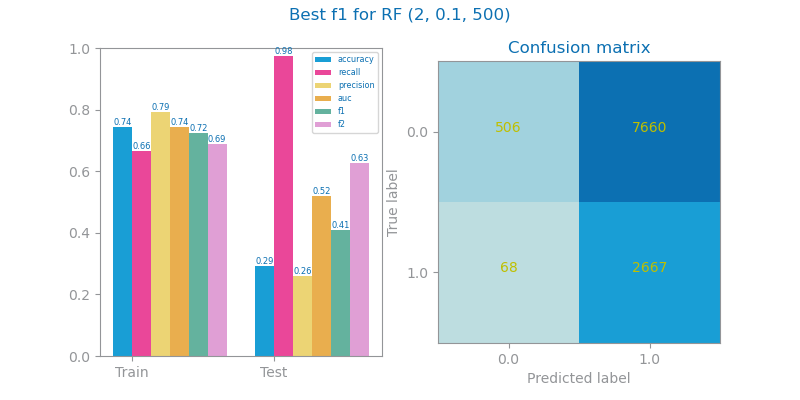 Best f1 for RF (2, 0.1, 500)
1.0
0.8
0.6
0.4
0.2
0.0
0.74
0.66
0.79
0.74
0.72
0.69
0.29
0.98
0.26
0.52
0.41
0.63
Train
Test
accuracy
recall
precision
auc
f1
f2
Confusion matrix
True label
0.0
1.0
506
7660
68
2667
0.0
1.0
Predicted label